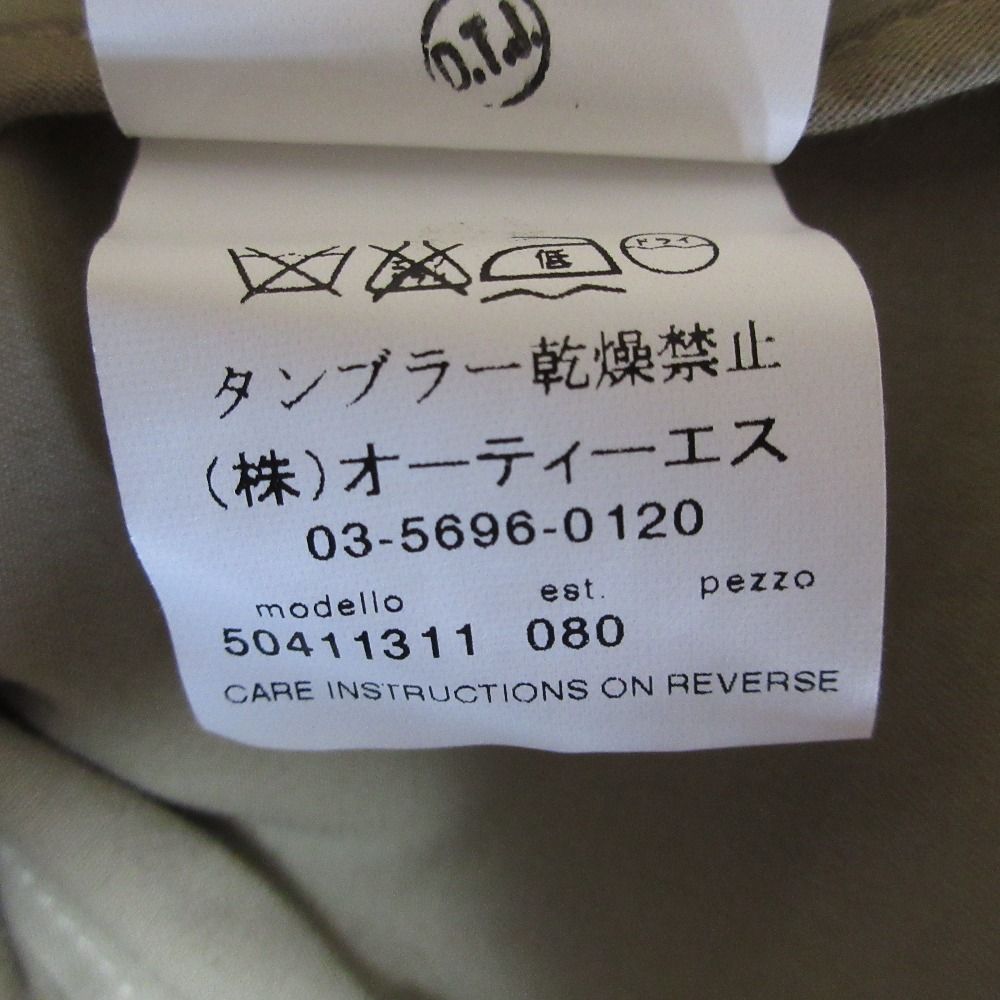 O.T.J.
低 ドライ
タンブラー乾燥禁止
(株)オーティーエス
03-5696-0120
modello est. pezzo
50411311 080
CARE INSTRUCTIONS ON REVERSE